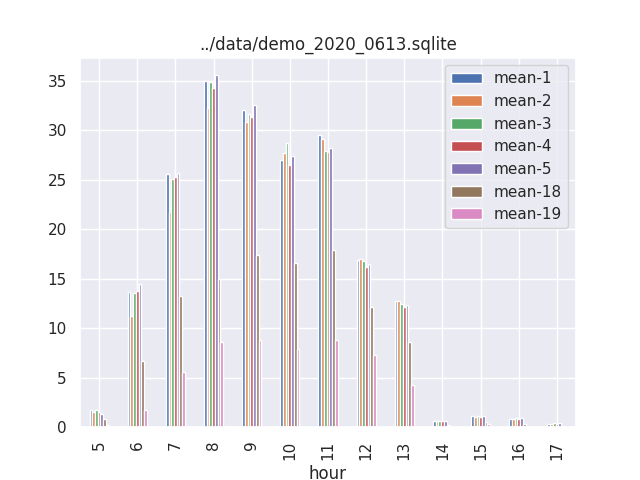 ../data/demo_2020_0613.sqlite
mean-1
mean-2
mean-3
mean-4
mean-5
mean-18
mean-19
35
30
25
20
15
10
5
0
5 6 7 8 9 10 11 12 13 14 15 16 17
hour